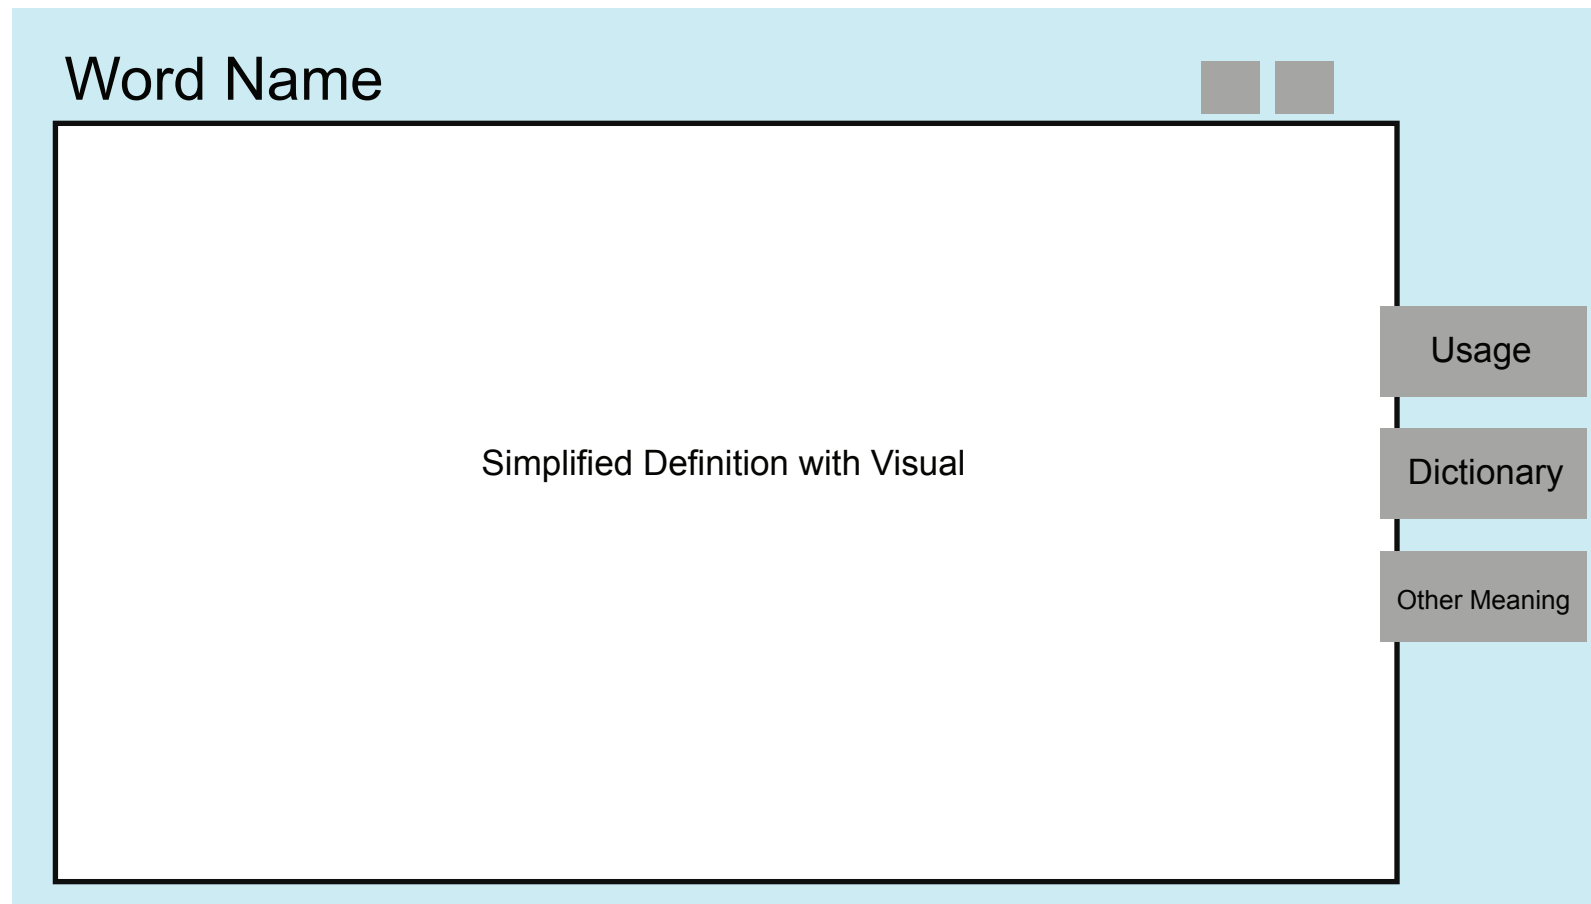 Word Name
Simplified Definition with Visual
Usage
Dictionary
Other Meaning